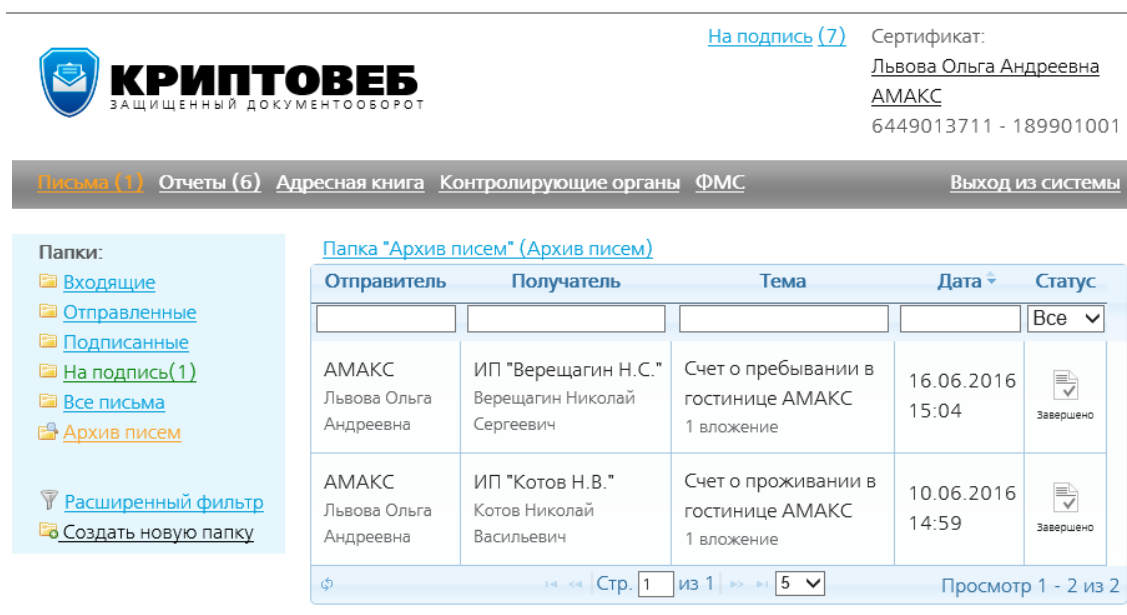 На подпись (7)
Сертификат:
Львова Ольга Андреевна
АМАКС
6449013711 - 189901001
КРИПТОВЕБ
ЗАЩИЩЕННЫЙ ДОКУМЕНТООБОРОТ
Письма (1) Отчеты (6) Адресная книга Контролирующие органы ФМС Выход из системы
Папки:
Входящие
Отправленные
Подписанные
На подпись(1)
Все письма
Архив писем
Расширенный фильтр
Создать новую папку
Папка "Архив писем" (Архив писем)
Отправитель Получатель Тема Дата Статус
Все
АМАКС
Львова Ольга
Андреевна
ИП "Верещагин Н.С."
Верещагин Николай
Сергеевич
Счет о пребывании в
гостинице АМАКС
1 вложение
16.06.2016
15:04
Завершено
АМАКС
Львова Ольга
Андреевна
ИП "Котов Н.В."
Котов Николай
Васильевич
Счет о проживании в
гостинице АМАКС
1 вложение
10.06.2016
14:59
Завершено
Стр. 1 из 1 5 Просмотр 1 - 2 из 2